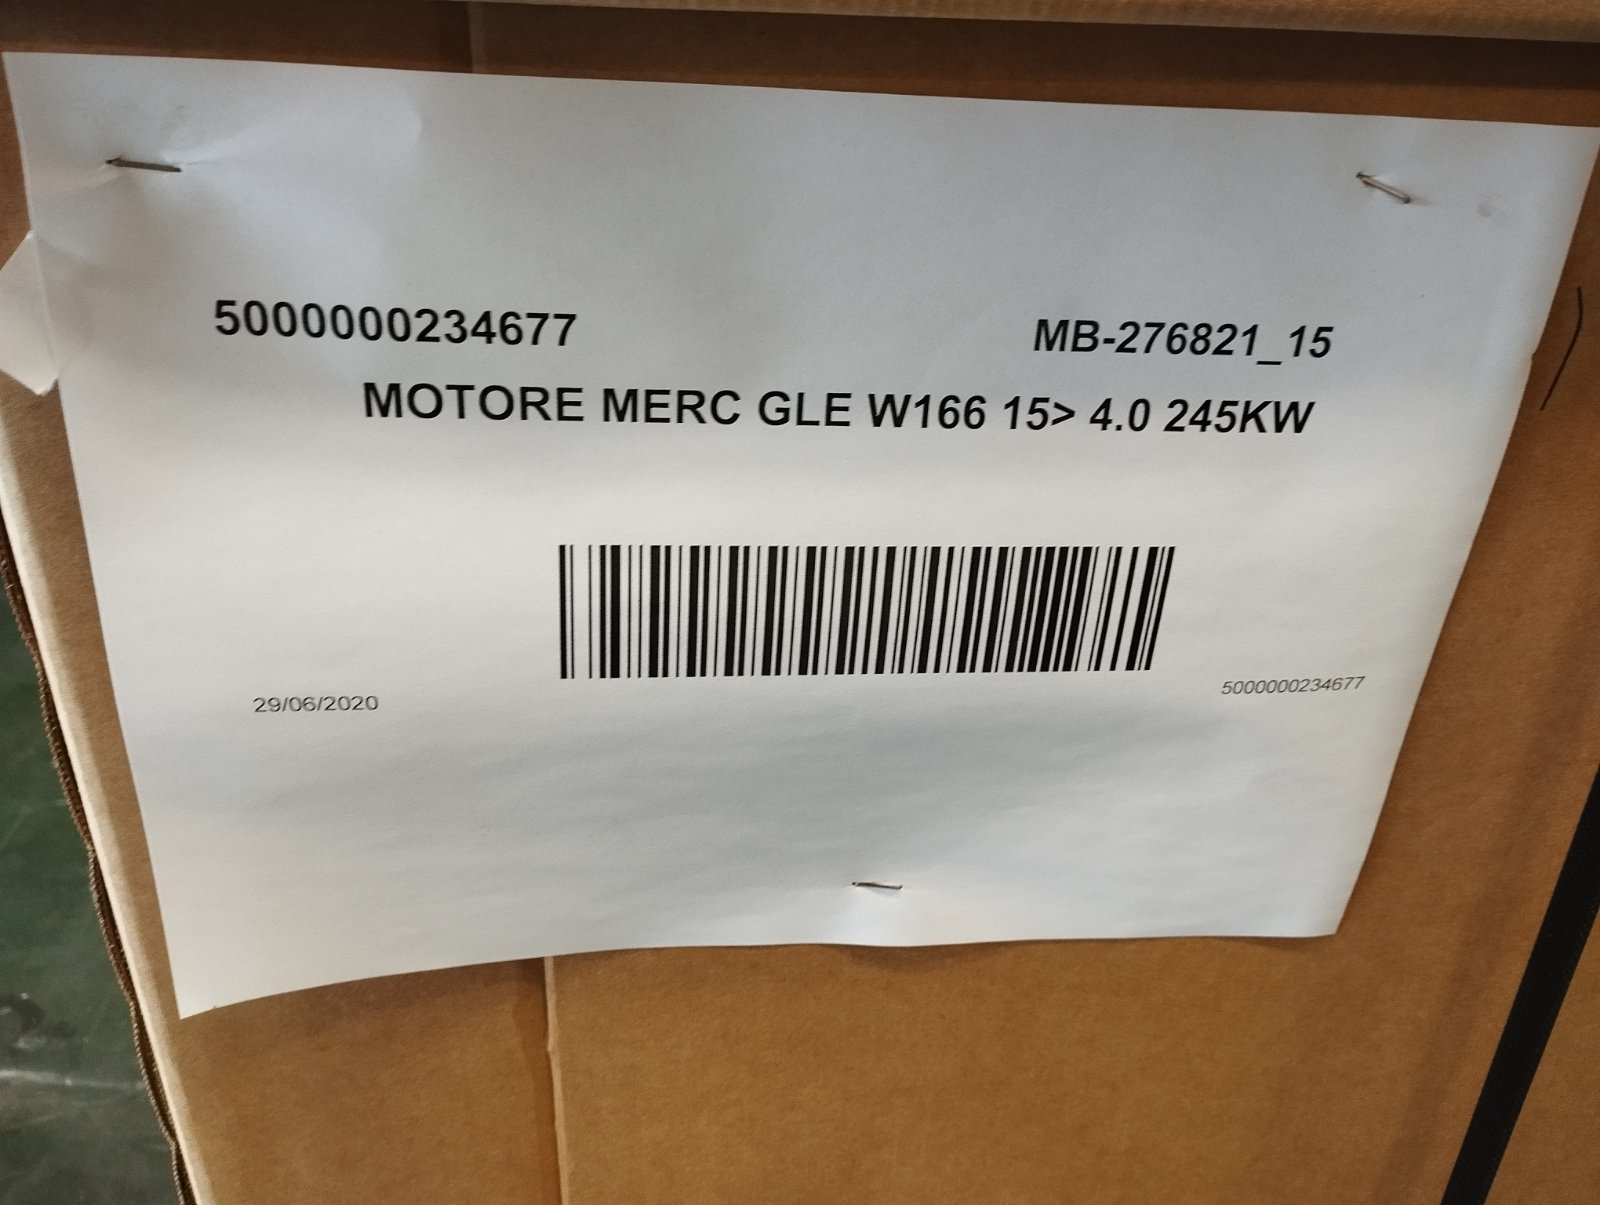 5000000234677 MB-276821_15
MOTORE MERC GLE W166 15> 4.0 245KW
29/06/2020 5000000234677